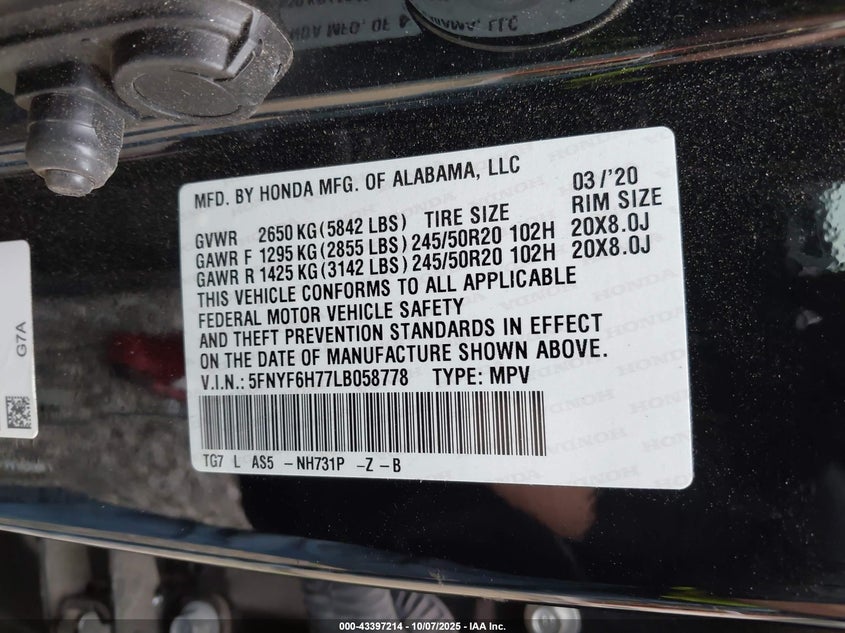 MFD. BY HONDA MFG. OF ALABAMA, LLC 03/'20
GVWR 2650 KG(5842 LBS) TIRE SIZE RIM SIZE
GAWR F 1295 KG(2855 LBS) 245/50R20 102H 20X8.0J
GAWR R 1425 KG(3142 LBS) 245/50R20 102H 20X8.0J
THIS VEHICLE CONFORMS TO ALL APPLICABLE
FEDERAL MOTOR VEHICLE SAFETY
AND THEFT PREVENTION STANDARDS IN EFFECT
ON THE DATE OF MANUFACTURE SHOWN ABOVE.
V.I.N.: 5FNYF6H77LB058778 TYPE: MPV
TG7 L AS5 -NH731P -Z -B
G7A
000-43397214 - 10/07/2025 - IAA Inc.